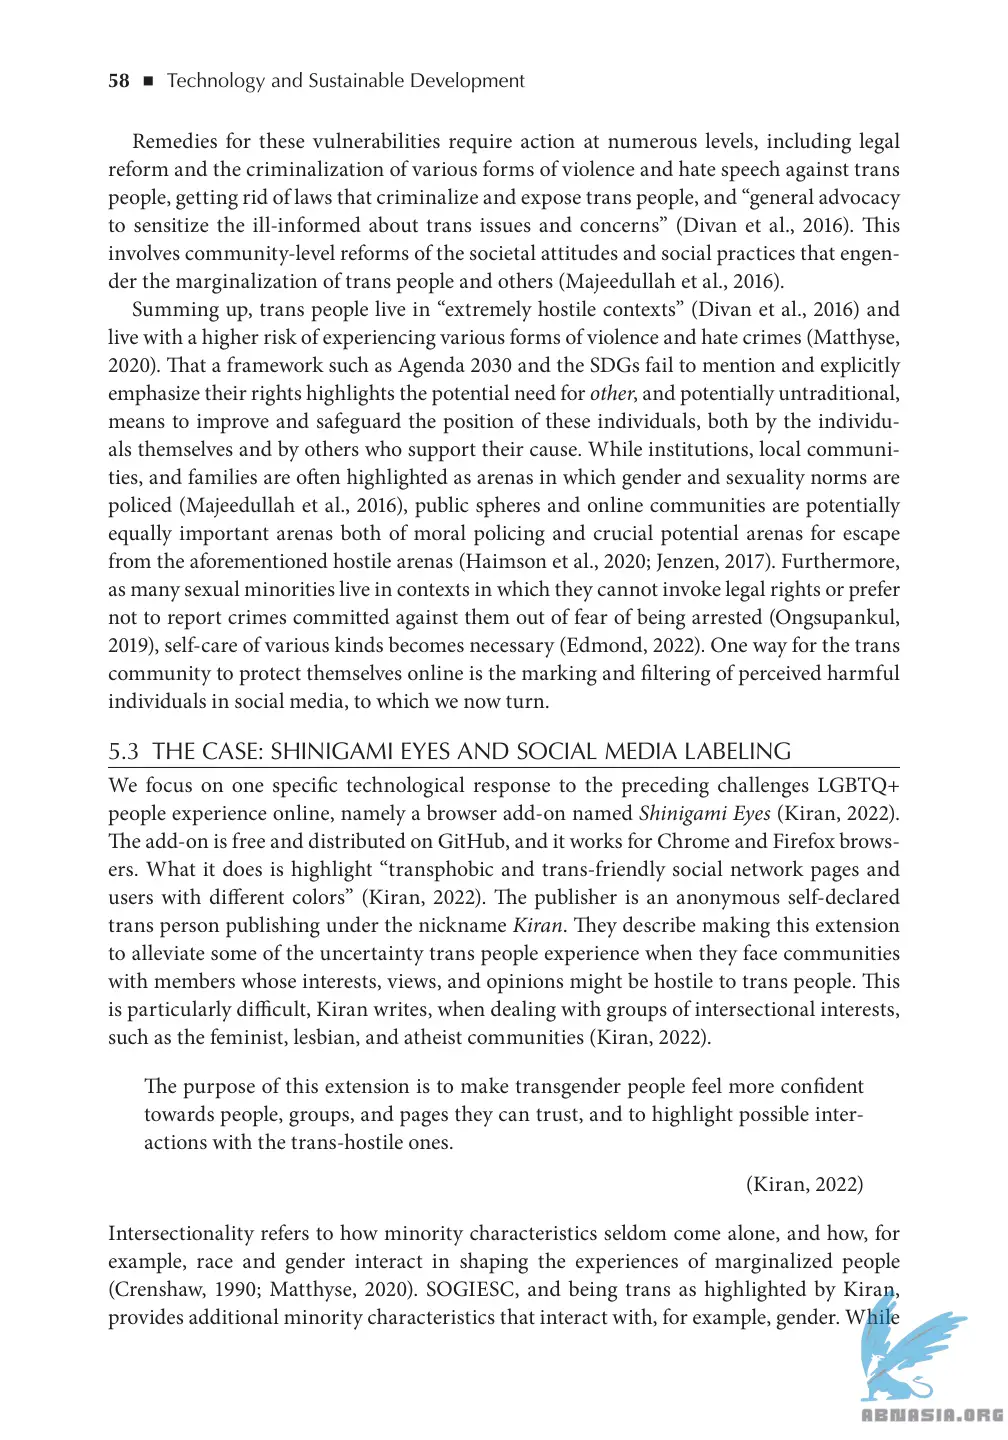 58 ■ Technology and Sustainable Development
Remedies for these vulnerabilities require action at numerous levels, including legal
reform and the criminalization of various forms of violence and hate speech against trans
people, getting rid of laws that criminalize and expose trans people, and “general advocacy
to sensitize the ill-informed about trans issues and concerns” (Divan et al., 2016). This
involves community-level reforms of the societal attitudes and social practices that engen-
der the marginalization of trans people and others (Majeedullah et al., 2016).
Summing up, trans people live in “extremely hostile contexts” (Divan et al., 2016) and
live with a higher risk of experiencing various forms of violence and hate crimes (Matthyse,
2020). That a framework such as Agenda 2030 and the SDGs fail to mention and explicitly
emphasize their rights highlights the potential need for other, and potentially untraditional,
means to improve and safeguard the position of these individuals, both by the individu-
als themselves and by others who support their cause. While institutions, local communi-
ties, and families are often highlighted as arenas in which gender and sexuality norms are
policed (Majeedullah et al., 2016), public spheres and online communities are potentially
equally important arenas both of moral policing and crucial potential arenas for escape
from the aforementioned hostile arenas (Haimson et al., 2020; Jenzen, 2017). Furthermore,
as many sexual minorities live in contexts in which they cannot invoke legal rights or prefer
not to report crimes committed against them out of fear of being arrested (Ongsupankul,
2019), self-care of various kinds becomes necessary (Edmond, 2022). One way for the trans
community to protect themselves online is the marking and filtering of perceived harmful
individuals in social media, to which we now turn.
5.3 THE CASE: SHINIGAMI EYES AND SOCIAL MEDIA LABELING
We focus on one specific technological response to the preceding challenges LGBTQ+
people experience online, namely a browser add-on named Shinigami Eyes (Kiran, 2022).
The add-on is free and distributed on GitHub, and it works for Chrome and Firefox brows-
ers. What it does is highlight “transphobic and trans-friendly social network pages and
users with different colors” (Kiran, 2022). The publisher is an anonymous self-declared
trans person publishing under the nickname Kiran. They describe making this extension
to alleviate some of the uncertainty trans people experience when they face communities
with members whose interests, views, and opinions might be hostile to trans people. This
is particularly difficult, Kiran writes, when dealing with groups of intersectional interests,
such as the feminist, lesbian, and atheist communities (Kiran, 2022).
The purpose of this extension is to make transgender people feel more confident
towards people, groups, and pages they can trust, and to highlight possible inter-
actions with the trans-hostile ones.
(Kiran, 2022)
Intersectionality refers to how minority characteristics seldom come alone, and how, for
example, race and gender interact in shaping the experiences of marginalized people
(Crenshaw, 1990; Matthyse, 2020). SOGIESC, and being trans as highlighted by Kiran,
provides additional minority characteristics that interact with, for example, gender. While
ABNASIA.ORG